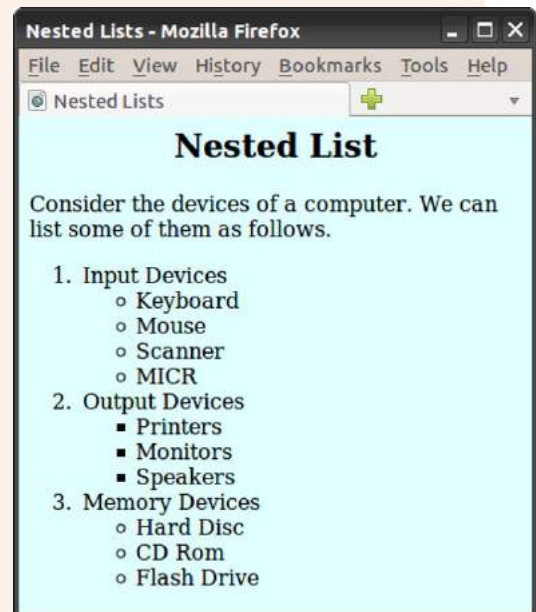 Nested Lists - Mozilla Firefox
File Edit View History Bookmarks Tools Help
Nested Lists
Nested List
Consider the devices of a computer. We can
list some of them as follows.
1. Input Devices
Keyboard
Mouse
Scanner
MICR
2. Output Devices
Printers
Monitors
Speakers
3. Memory Devices
Hard Disc
CD Rom
Flash Drive